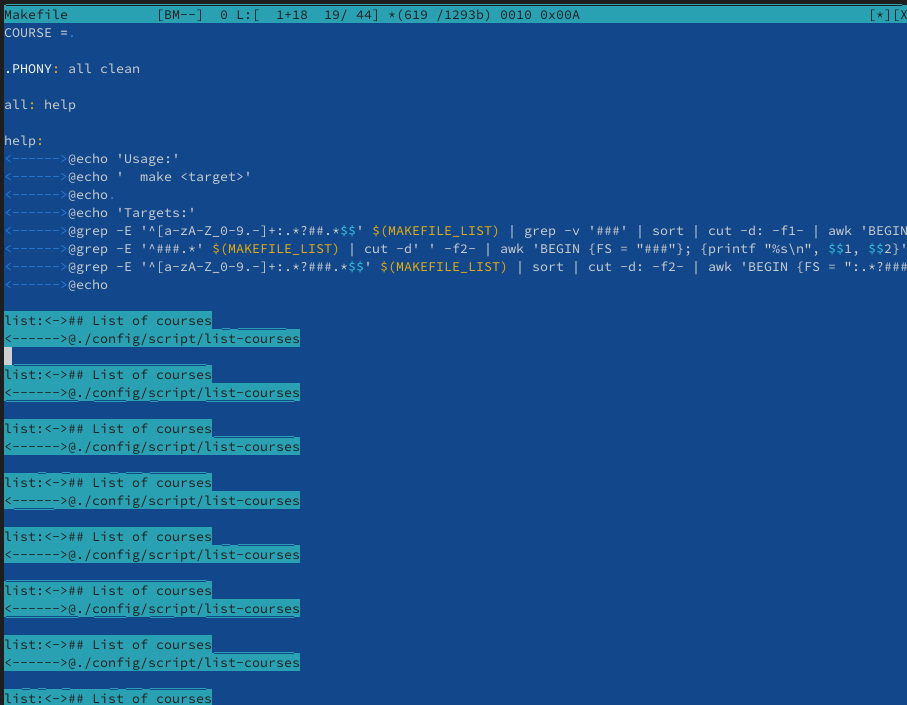 Makefile [BM--] 0 L:[ 1+18 19/ 44] *(619 /1293b) 0010 0x00A [*][X
COURSE =.
.PHONY: all clean
all: help
help:
<------>@echo 'Usage:'
<------>@echo '  make <target>'
<------>@echo.
<------>@echo 'Targets:'
<------>@grep -E '^[a-zA-Z_0-9.-]+:.*?##.*$$' $(MAKEFILE_LIST) | grep -v '###' | sort | cut -d: -f1- | awk 'BEGIN
<------>@grep -E '^###.*' $(MAKEFILE_LIST) | cut -d' ' -f2- | awk 'BEGIN {FS = "###"}; {printf "%s\n", $$1, $$2}'
<------>@grep -E '^[a-zA-Z_0-9.-]+:.*?###.*$$' $(MAKEFILE_LIST) | sort | cut -d: -f2- | awk 'BEGIN {FS = ":.*?###
<------>@echo
list:<->## List of courses
<------>@./config/script/list-courses
list:<->## List of courses
<------>@./config/script/list-courses
list:<->## List of courses
<------>@./config/script/list-courses
list:<->## List of courses
<------>@./config/script/list-courses
list:<->## List of courses
<------>@./config/script/list-courses
list:<->## List of courses
<------>@./config/script/list-courses
list:<->## List of courses
<------>@./config/script/list-courses
list:<->## List of courses